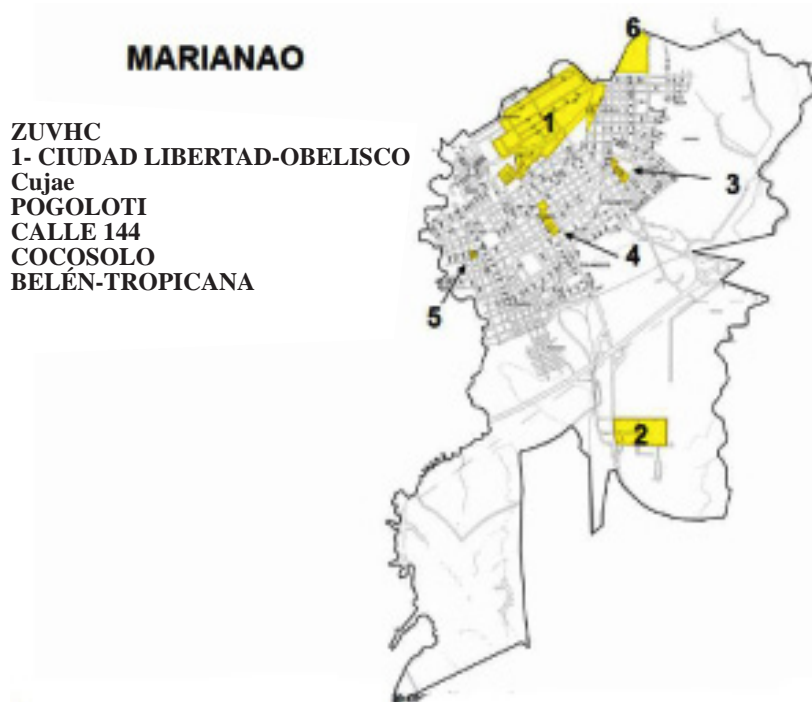 MARIANAO
ZUVHC
1- CIUDAD LIBERTAD-OBELISCO
Cujae
POGOLOTI
CALLE 144
COCOSOLO
BELÉN-TROPICANA
6
1
3
4
5
2